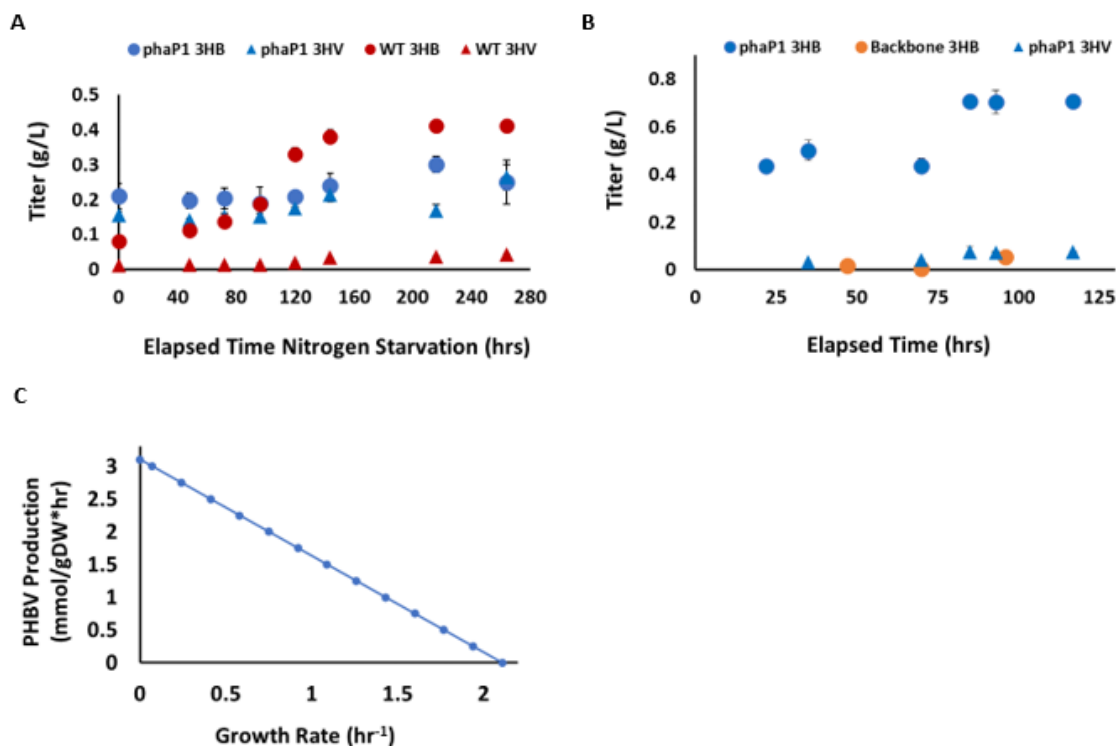 A
phaP1 3HB phaP1 3HV WT 3HB WT 3HV
0.5
0.4
0.3
0.2
0.1
0
Titer (g/L)
0 40 80 120 160 200 240 280
Elapsed Time Nitrogen Starvation (hrs)
B
phaP1 3HB Backbone 3HB phaP1 3HV
0.8
0.6
0.4
0.2
0
Titer (g/L)
0 25 50 75 100 125
Elapsed Time (hrs)
C
3
2.5
2
1.5
1
0.5
0
PHBV Production
(mmol/gDW*hr)
0 0.5 1 1.5 2
Growth Rate (hr⁻¹)